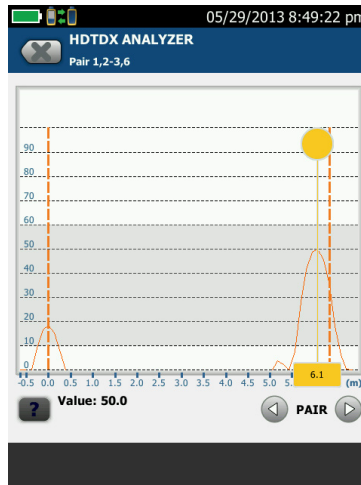 05/29/2013 8:49:22 pm
HDTDX ANALYZER
Pair 1,2-3,6
90
80
70
60
50
40
30
20
10
0
-0.5 0.0 0.5 1.0 1.5 2.0 2.5 3.0 3.5 4.0 4.5 5.0 5. 6.1 (m)
? Value: 50.0 PAIR